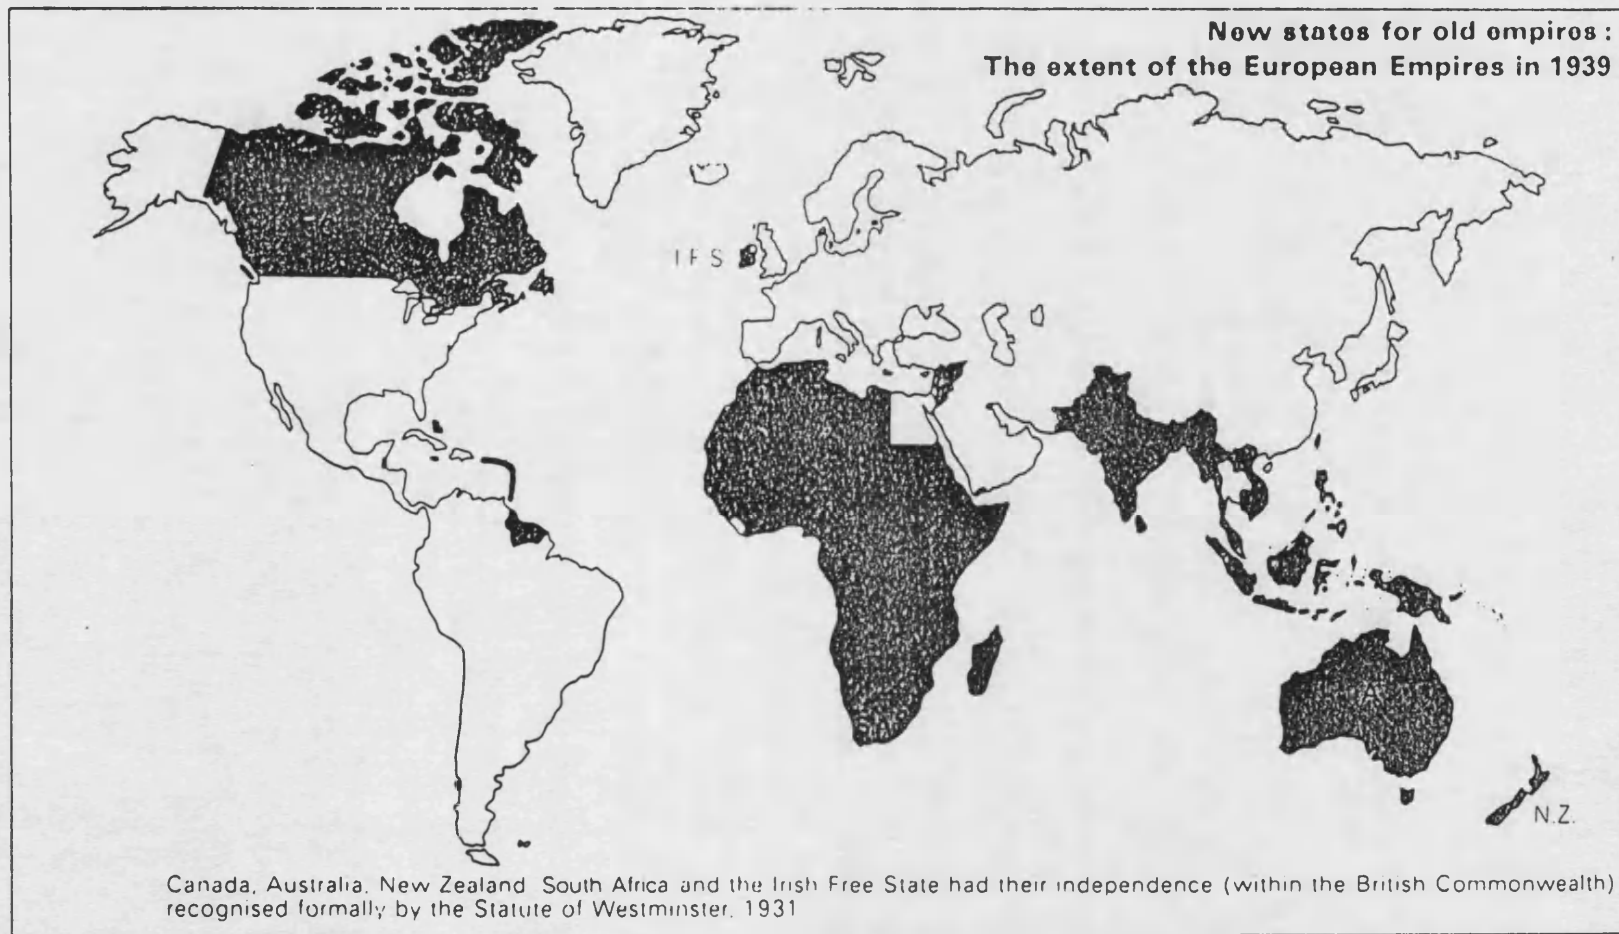 New states for old empires :
The extent of the European Empires in 1939
I F S
A
N.Z.
Canada, Australia, New Zealand South Africa and the Irish Free State had their independence (within the British Commonwealth)
recognised formally by the Statute of Westminster, 1931